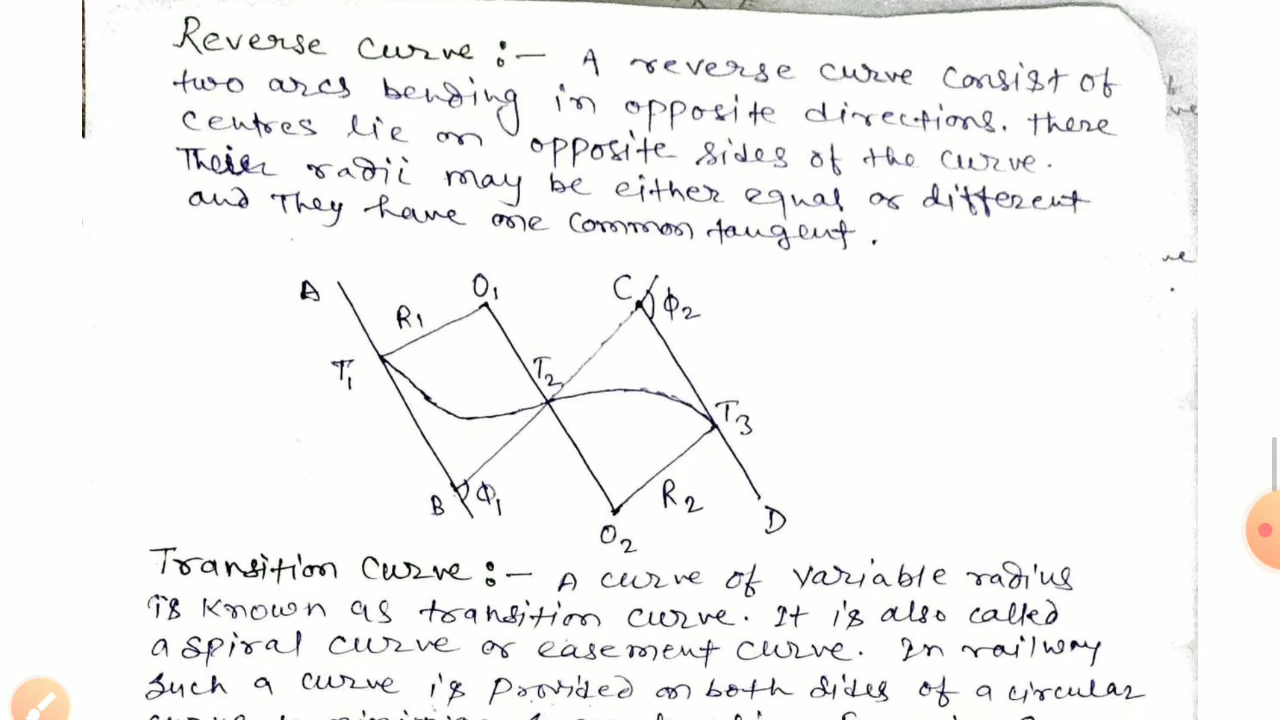 Reverse curve :- A reverse curve consist of
two arcs bending in opposite directions. there
centres lie on opposite sides of the curve.
Their radii may be either equal or different
and They have one common tangent.
A
O1
C
Φ2
R1
T1
T2
T3
B
Φ1
R2
O2
D
Transition curve :- A curve of variable radius
is known as transition curve. It is also called
a spiral curve or easement curve. In railway
such a curve is provided on both sides of a circular